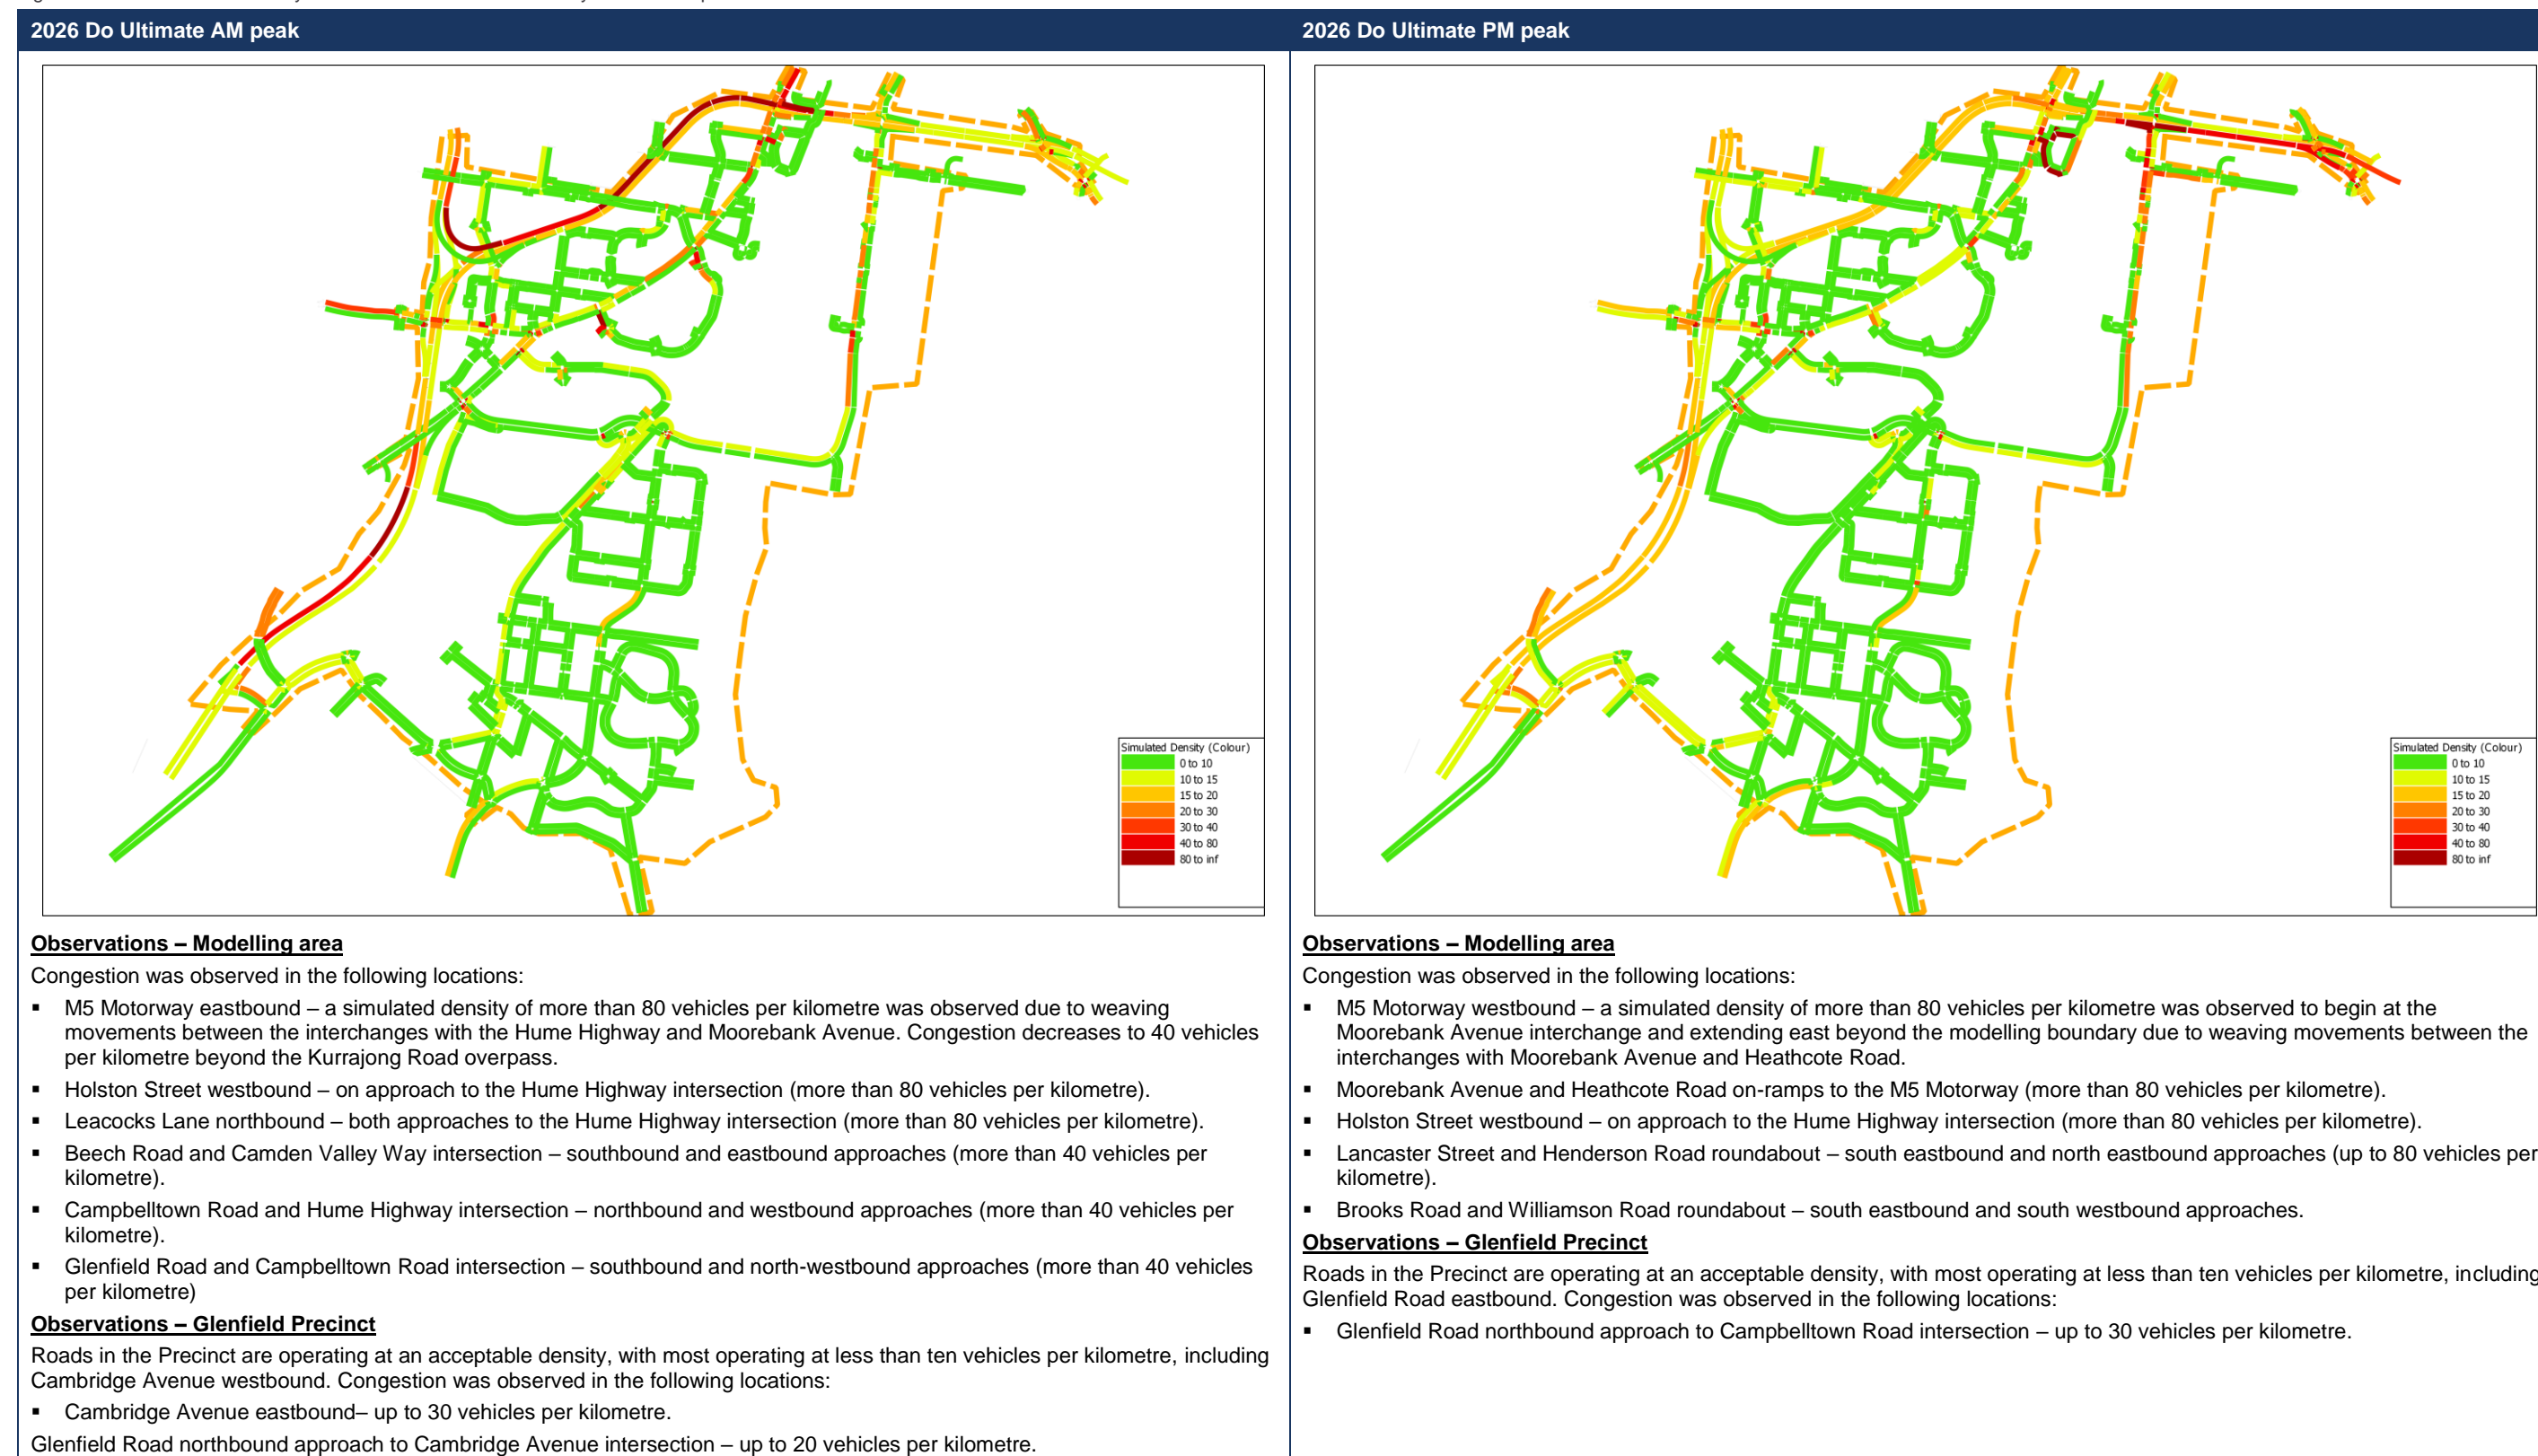 2026 Do Ultimate AM peak
Simulated Density (Colour)
0 to 10
10 to 15
15 to 20
20 to 30
30 to 40
40 to 80
80 to inf
Observations – Modelling area
Congestion was observed in the following locations:
▪ M5 Motorway eastbound – a simulated density of more than 80 vehicles per kilometre was observed due to weaving
movements between the interchanges with the Hume Highway and Moorebank Avenue. Congestion decreases to 40 vehicles
per kilometre beyond the Kurrajong Road overpass.
▪ Holston Street westbound – on approach to the Hume Highway intersection (more than 80 vehicles per kilometre).
▪ Leacocks Lane northbound – both approaches to the Hume Highway intersection (more than 80 vehicles per kilometre).
▪ Beech Road and Camden Valley Way intersection – southbound and eastbound approaches (more than 40 vehicles per
kilometre).
▪ Campbelltown Road and Hume Highway intersection – northbound and westbound approaches (more than 40 vehicles per
kilometre).
▪ Glenfield Road and Campbelltown Road intersection – southbound and north-westbound approaches (more than 40 vehicles
per kilometre)
Observations – Glenfield Precinct
Roads in the Precinct are operating at an acceptable density, with most operating at less than ten vehicles per kilometre, including
Cambridge Avenue westbound. Congestion was observed in the following locations:
▪ Cambridge Avenue eastbound– up to 30 vehicles per kilometre.
Glenfield Road northbound approach to Cambridge Avenue intersection – up to 20 vehicles per kilometre.
2026 Do Ultimate PM peak
Simulated Density (Colour)
0 to 10
10 to 15
15 to 20
20 to 30
30 to 40
40 to 80
80 to inf
Observations – Modelling area
Congestion was observed in the following locations:
▪ M5 Motorway westbound – a simulated density of more than 80 vehicles per kilometre was observed to begin at the
Moorebank Avenue interchange and extending east beyond the modelling boundary due to weaving movements between the
interchanges with Moorebank Avenue and Heathcote Road.
▪ Moorebank Avenue and Heathcote Road on-ramps to the M5 Motorway (more than 80 vehicles per kilometre).
▪ Holston Street westbound – on approach to the Hume Highway intersection (more than 80 vehicles per kilometre).
▪ Lancaster Street and Henderson Road roundabout – south eastbound and north eastbound approaches (up to 80 vehicles per
kilometre).
▪ Brooks Road and Williamson Road roundabout – south eastbound and south westbound approaches.
Observations – Glenfield Precinct
Roads in the Precinct are operating at an acceptable density, with most operating at less than ten vehicles per kilometre, including
Glenfield Road eastbound. Congestion was observed in the following locations:
▪ Glenfield Road northbound approach to Campbelltown Road intersection – up to 30 vehicles per kilometre.